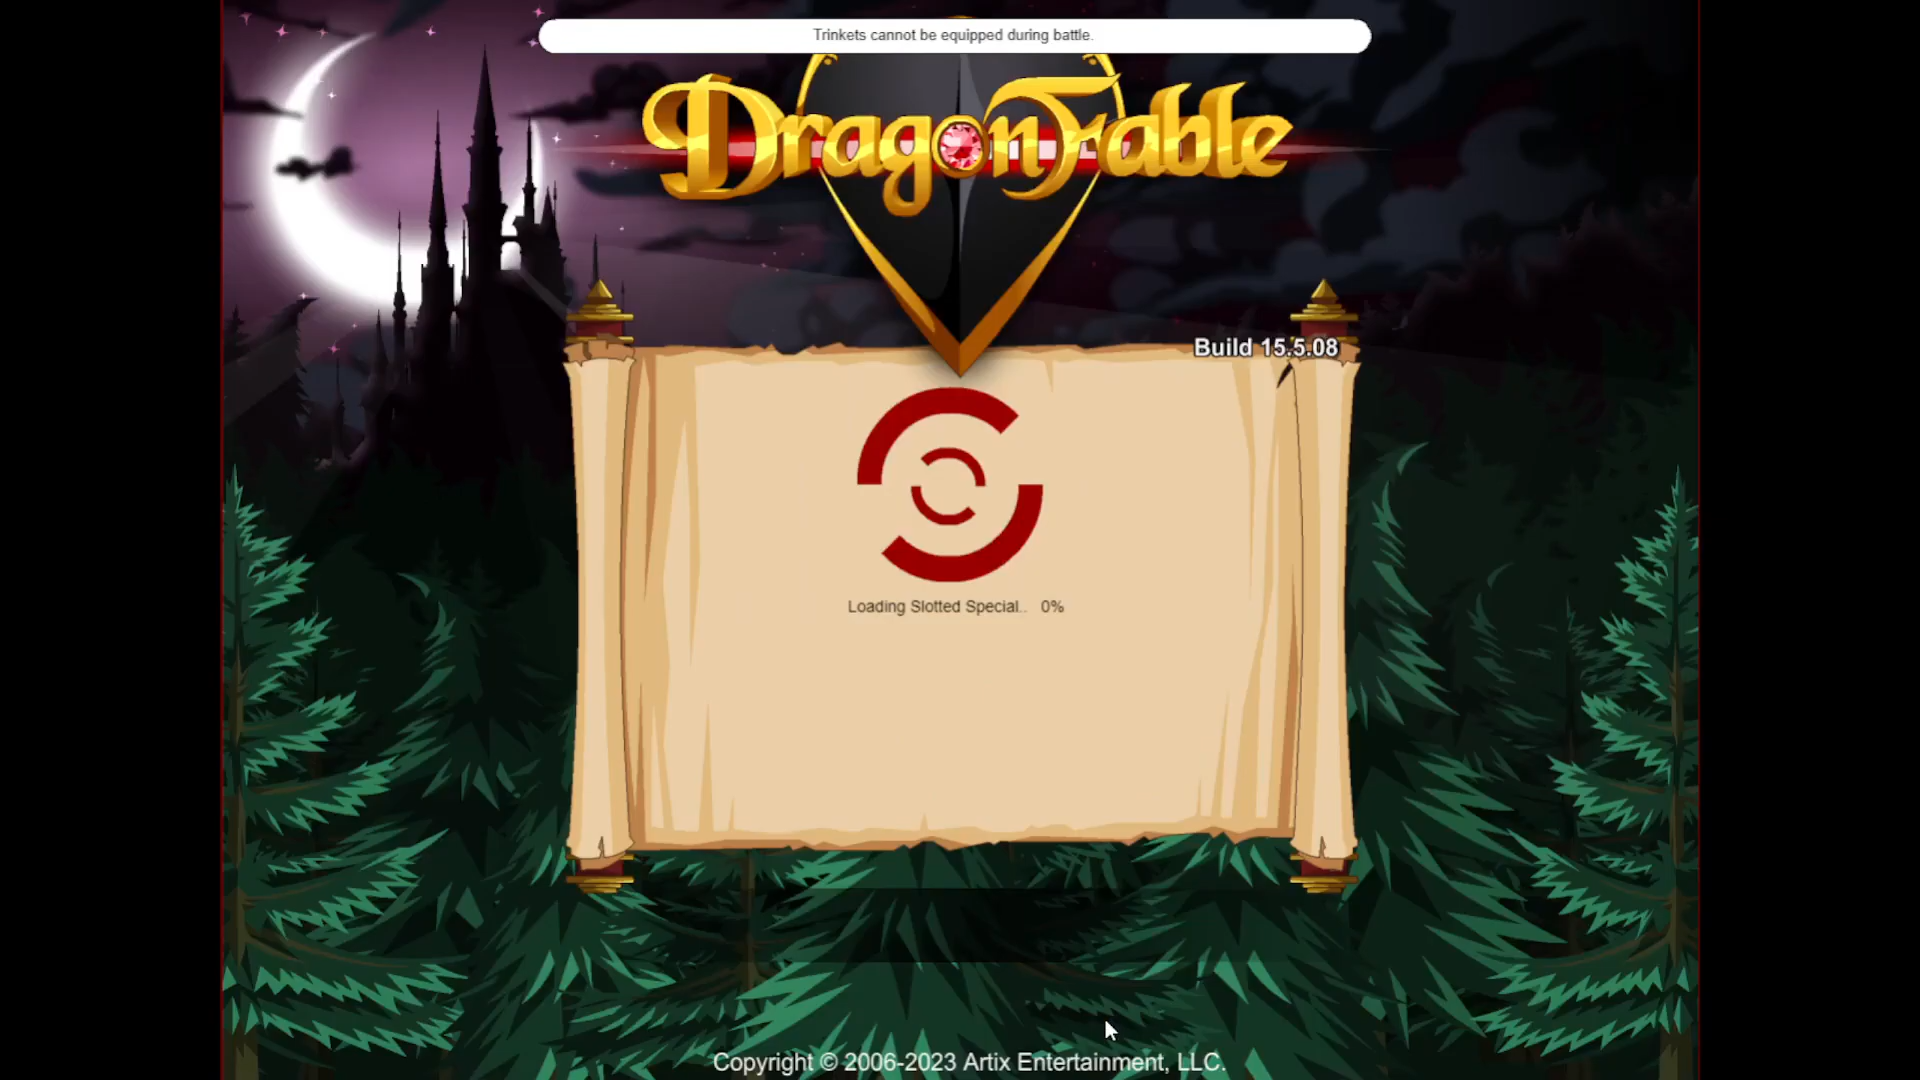 Trinkets cannot be equipped during battle.
DragonFable
Build 15.5.08
Loading Slotted Special.. 0%
Copyright © 2006-2023 Artix Entertainment, LLC.